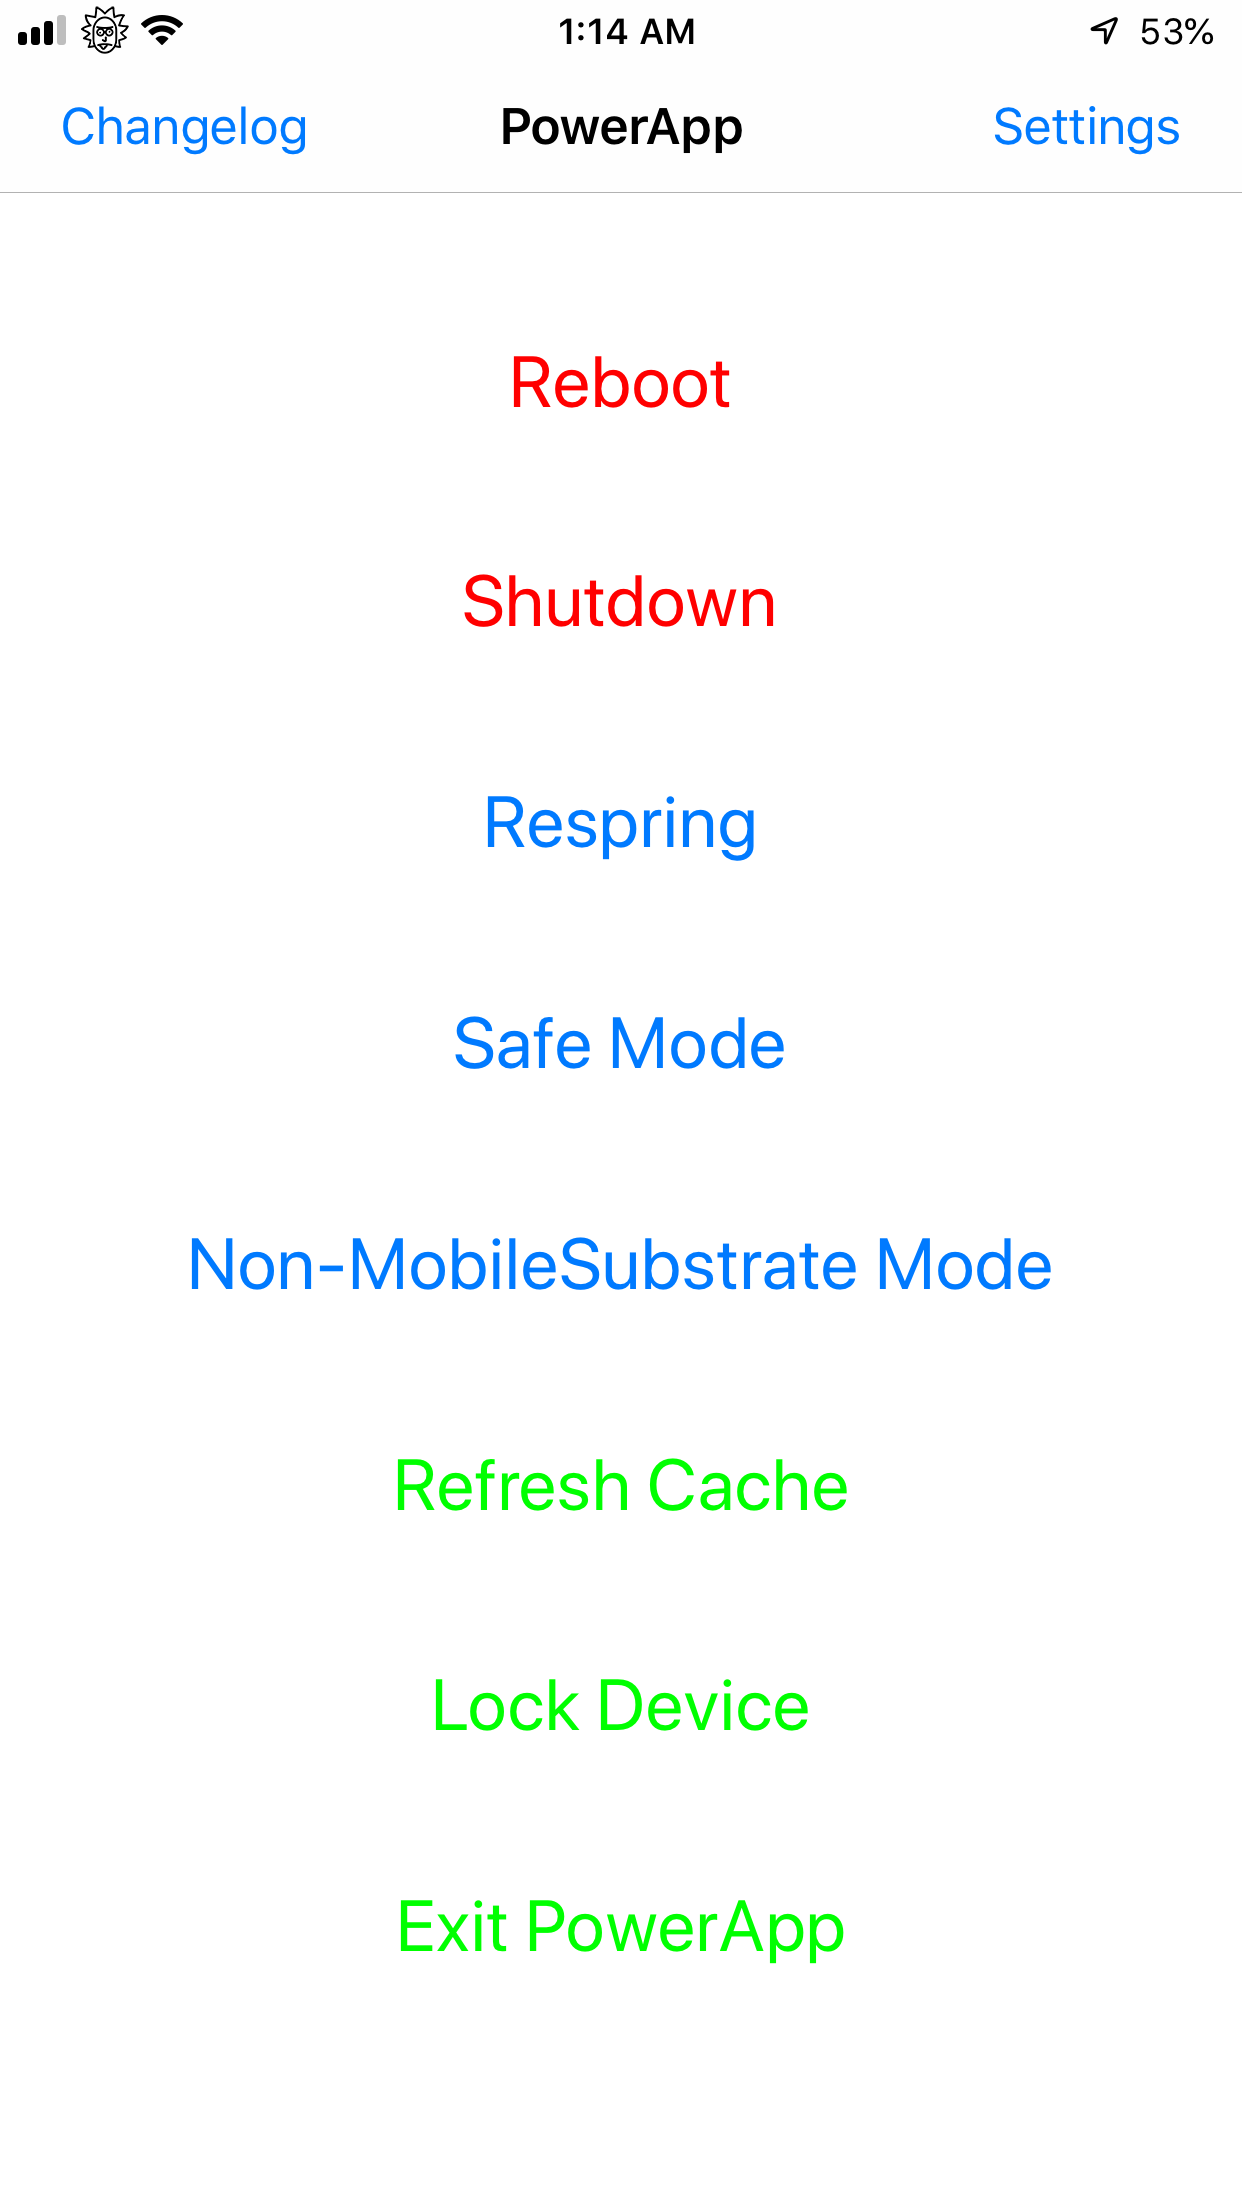 1:14 AM
53%
Changelog
PowerApp
Settings
Reboot
Shutdown
Respring
Safe Mode
Non-MobileSubstrate Mode
Refresh Cache
Lock Device
Exit PowerApp